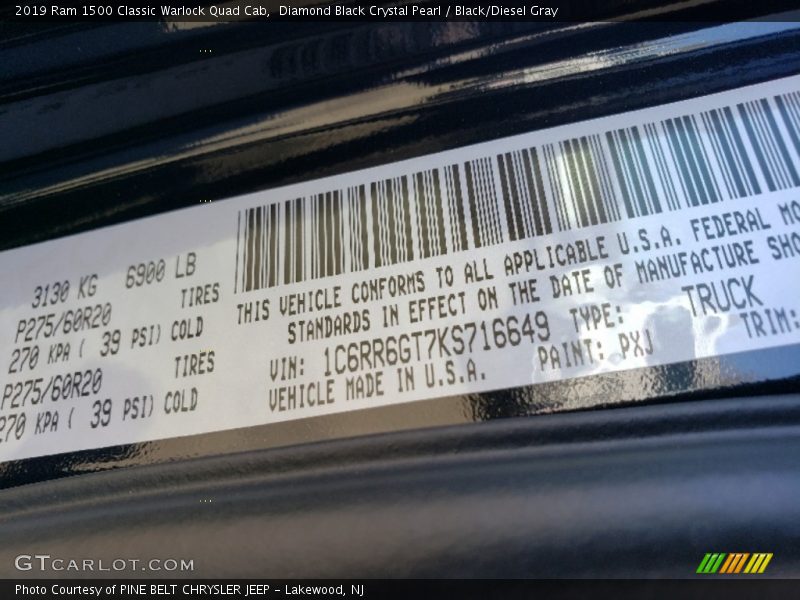 2019 Ram 1500 Classic Warlock Quad Cab, Diamond Black Crystal Pearl / Black/Diesel Gray
3130 KG 6900 LB
P275/60R20 TIRES
270 KPA ( 39 PSI) COLD
P275/60R20 TIRES
270 KPA ( 39 PSI) COLD
THIS VEHICLE CONFORMS TO ALL APPLICABLE U.S.A. FEDERAL MO
STANDARDS IN EFFECT ON THE DATE OF MANUFACTURE SHO
VIN: 1C6RR6GT7KS716649 TYPE: TRUCK
VEHICLE MADE IN U.S.A. PAINT: PXJ TRIM:
GTCARLOT.COM
Photo Courtesy of PINE BELT CHRYSLER JEEP - Lakewood, NJ